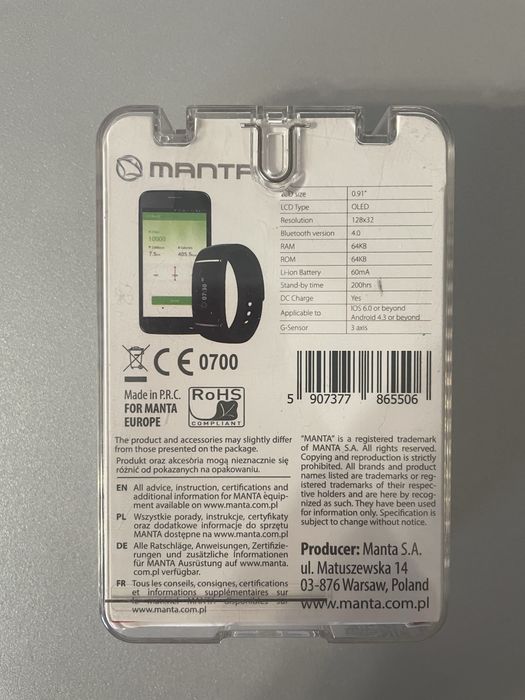 MANTA
size 0.91"
LCD Type OLED
Resolution 128x32
Bluetooth version 4.0
RAM 64KB
ROM 64KB
Li-ion Battery 60mA
Stand-by time 200hrs
DC Charge Yes
Applicable to IOS 6.0 or beyond
Android 4.3 or beyond
G-Sensor 3 axis
10000
07:30
CE 0700
Made in P.R.C.
FOR MANTA
EUROPE
RoHS
COMPLIANT
5 907377 865506
The product and accessories may slightly differ
from those presented on the package.
Produkt oraz akcesoria mogą nieznacznie się
różnić od pokazanych na opakowaniu.
EN All advice, instruction, certifications and
additional information for MANTA equip-
ment available on www.manta.com.pl
PL Wszystkie porady, instrukcje, certyfikaty
oraz dodatkowe informacje do sprzętu
MANTA dostępne na www.manta.com.pl
DE Alle Ratschläge, Anweisungen, Zertifizie-
rungen und zusätzliche Informationen
für MANTA Ausrüstung auf www.manta.
com.pl verfügbar.
FR Tous les conseils, consignes, certifications
et informations supplémentaires sur
le matériel MANTA disponibles sur
www.manta.com.pl
"MANTA" is a registered trademark
of MANTA S.A. All rights reserved.
Copying and reproduction is strictly
prohibited. All brands and product
names listed are trademarks or reg-
istered trademarks of their respec-
tive holders and are here by recog-
nized as such. They have been used
for information only. Specification is
subject to change without notice.
Producer: Manta S.A.
ul. Matuszewska 14
03-876 Warsaw, Poland
www.manta.com.pl